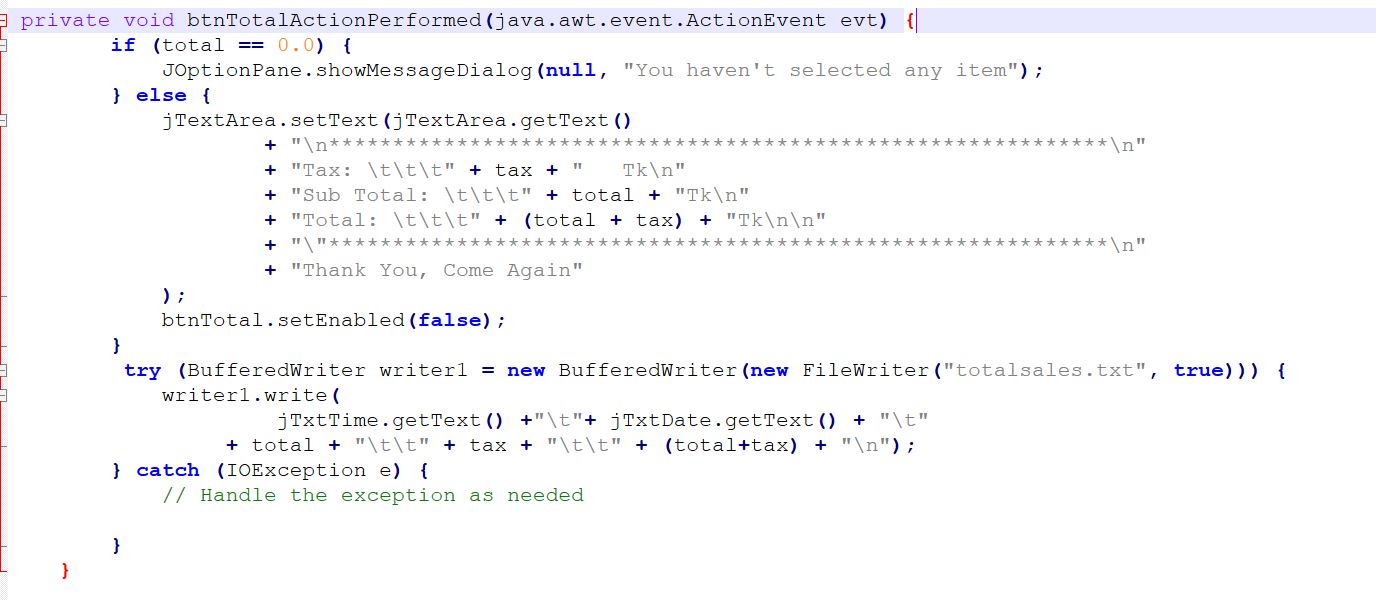 private void btnTotalActionPerformed(java.awt.event.ActionEvent evt) {
if (total == 0.0) {
JOptionPane.showMessageDialog(null, "You haven't selected any item");
} else {
jTextArea.setText(jTextArea.getText()
+ "\n*************************************************************\n"
+ "Tax: \t\t\t" + tax + "   Tk\n"
+ "Sub Total: \t\t\t" + total + "Tk\n"
+ "Total: \t\t\t" + (total + tax) + "Tk\n\n"
+ "\"*************************************************************\n"
+ "Thank You, Come Again"
);
btnTotal.setEnabled(false);
}
try (BufferedWriter writer1 = new BufferedWriter(new FileWriter("totalsales.txt", true))) {
writer1.write(
jTxtTime.getText() +"\t"+ jTxtDate.getText() + "\t"
+ total + "\t\t" + tax + "\t\t" + (total+tax) + "\n");
} catch (IOException e) {
// Handle the exception as needed
}
}